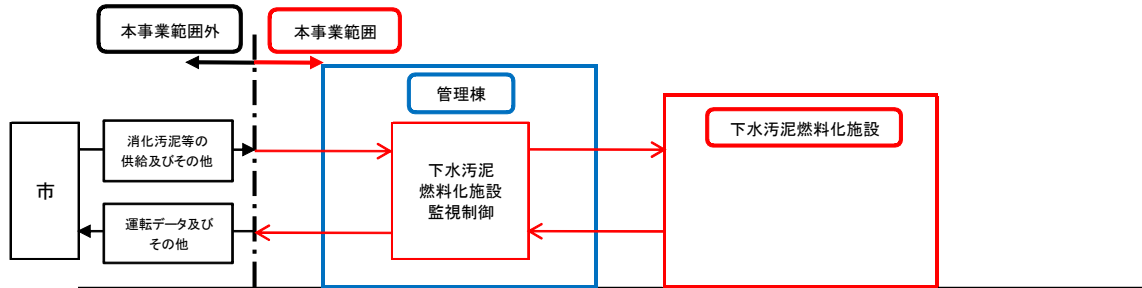 本事業範囲外
本事業範囲
管理棟
下水汚泥燃料化施設
消化汚泥等の
供給及びその他
市
下水汚泥
燃料化施設
監視制御
運転データ及び
その他